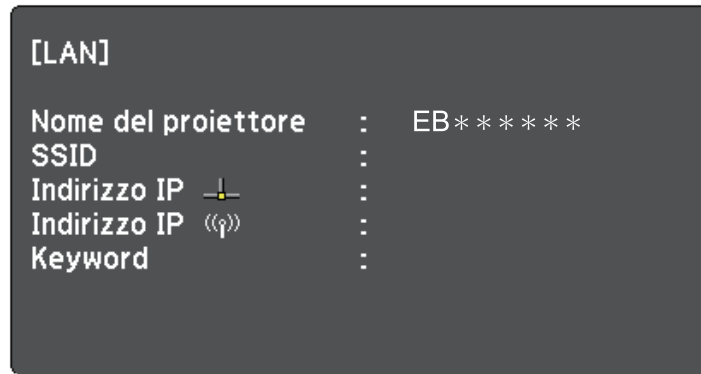 [LAN]
Nome del proiettore : EB******
SSID :
Indirizzo IP :
Indirizzo IP :
Keyword :